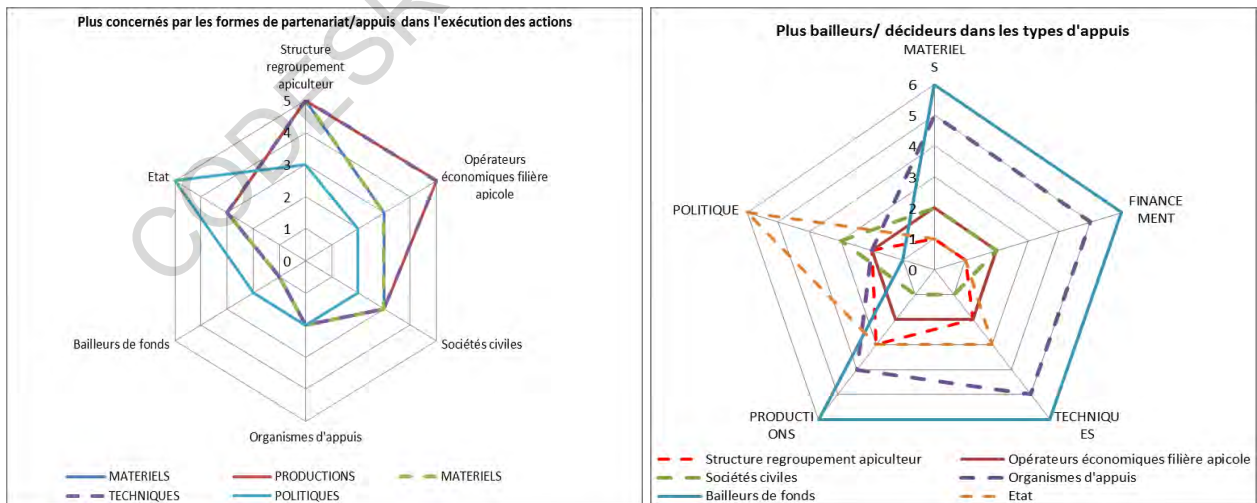 Plus concernés par les formes de partenariat/appuis dans l'exécution des actions
Structure
regroupement
apiculteur
5
4
3
2
1
0
Opérateurs
économiques filière
apicole
Sociétés civiles
Organismes d'appuis
Bailleurs de fonds
Etat
MATERIELS
PRODUCTIONS
MATERIELS
TECHNIQUES
POLITIQUES
CODESR
Plus bailleurs/ décideurs dans les types d'appuis
MATERIEL
S
6
5
4
3
2
1
0
FINANCE
MENT
TECHNIQU
ES
PRODUCTI
ONS
POLITIQUE
Structure regroupement apiculteur
Opérateurs économiques filière apicole
Sociétés civiles
Organismes d'appuis
Bailleurs de fonds
Etat